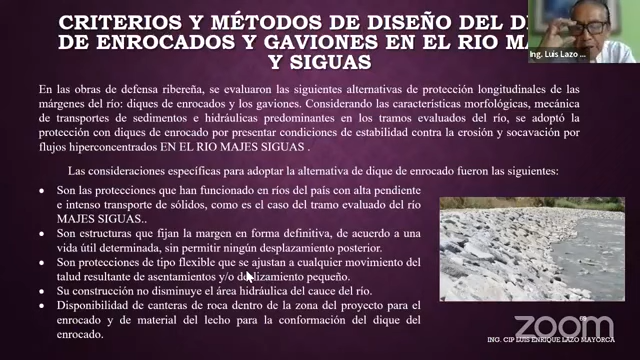 CRITERIOS Y MÉTODOS DE DISEÑO DEL
DE ENROCADOS Y GAVIONES EN EL RIO
Y SIGUAS
Ing. Luis Lazo ...
En las obras de defensa ribereña, se evaluaron las siguientes alternativas de protección longitudinales de las
márgenes del río: diques de enrocados y los gaviones. Considerando las características morfológicas, mecánica
de transportes de sedimentos e hidráulicas predominantes en los tramos evaluados del río, se adoptó la
protección con diques de enrocado por presentar condiciones de estabilidad contra la erosión y socavación por
flujos hiperconcentrados EN EL RIO MAJES SIGUAS .
Las consideraciones específicas para adoptar la alternativa de dique de enrocado fueron las siguientes:
• Son las protecciones que han funcionado en ríos del país con alta pendiente
e intenso transporte de sólidos, como es el caso del tramo evaluado del río
MAJES SIGUAS..
• Son estructuras que fijan la margen en forma definitiva, de acuerdo a una
vida útil determinada, sin permitir ningún desplazamiento posterior.
• Son protecciones de tipo flexible que se ajustan a cualquier movimiento del
talud resultante de asentamientos y/o deslizamiento pequeño.
• Su construcción no disminuye el área hidráulica del cauce del río.
• Disponibilidad de canteras de roca dentro de la zona del proyecto para el
enrocado y de material del lecho para la conformación del dique del
enrocado.
zoom
ING. CIP LUIS ENRIQUE LAZO MAYORCA